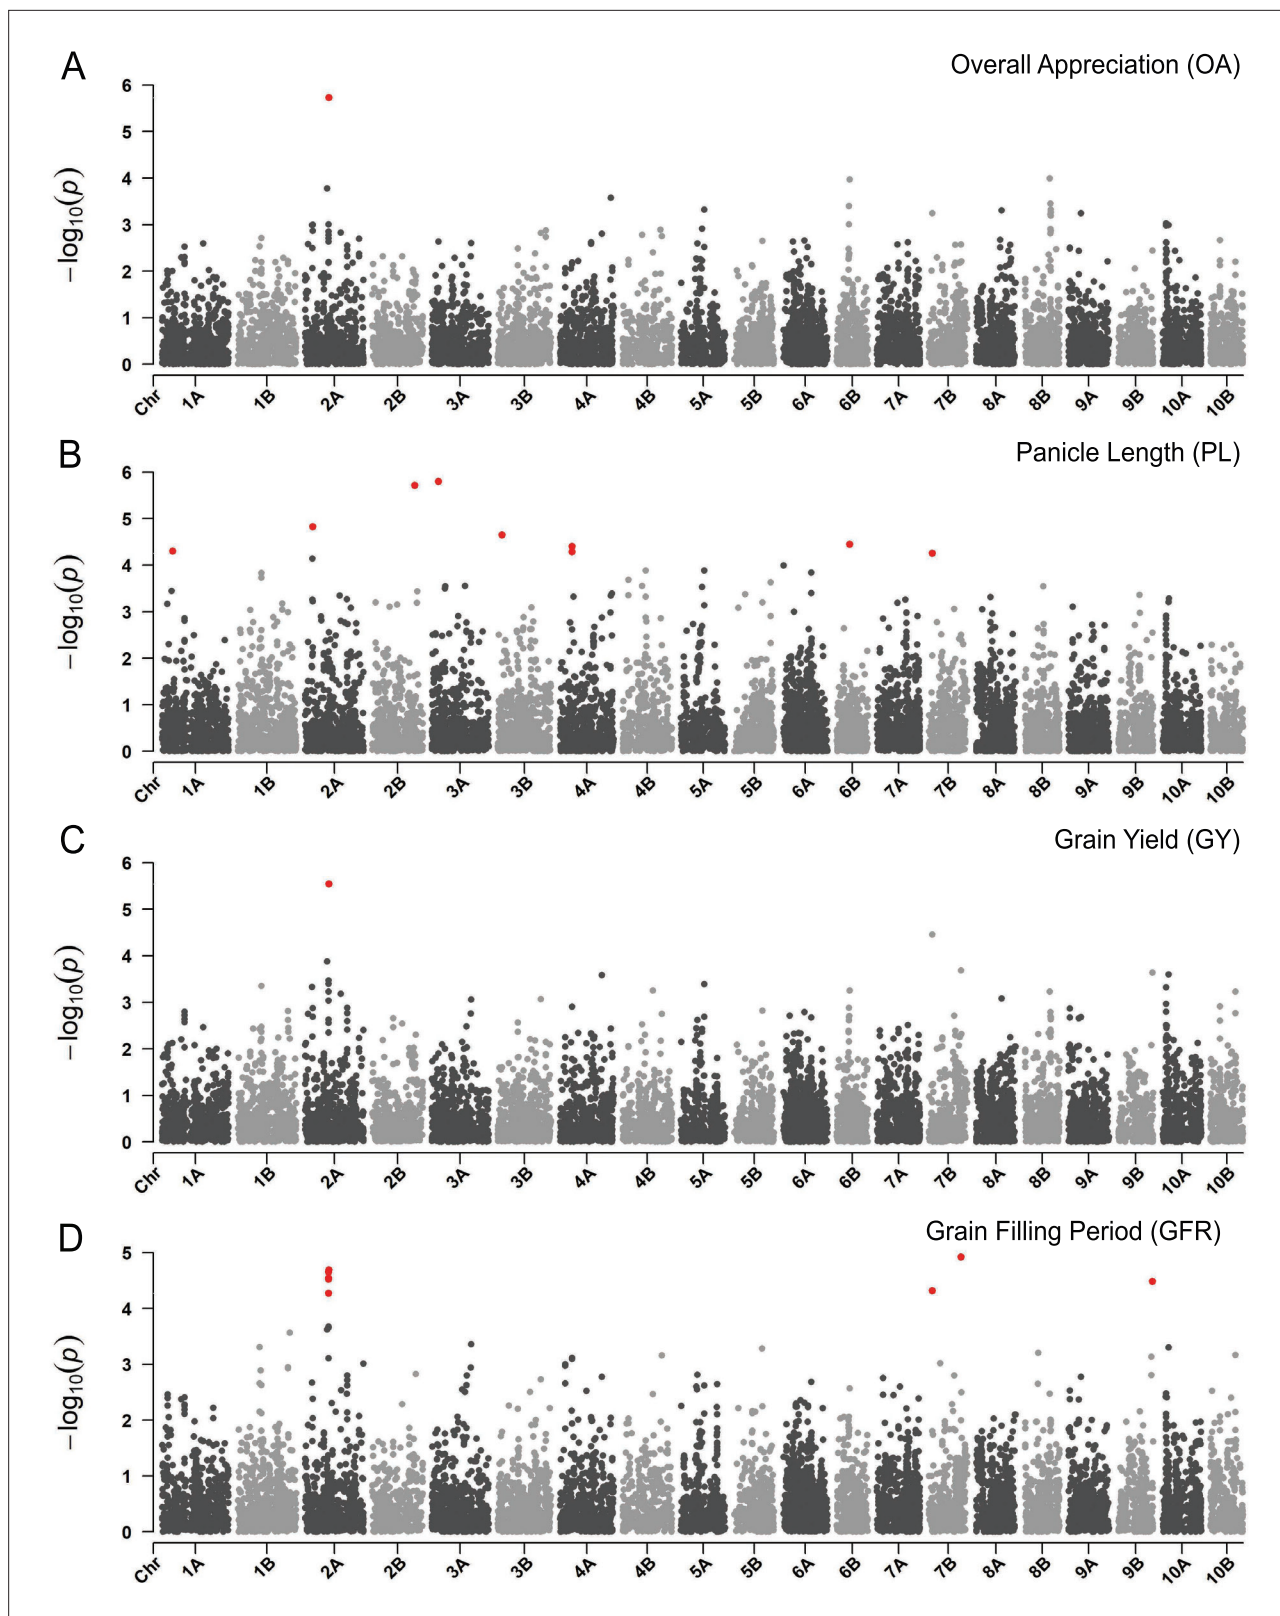 A
Overall Appreciation (OA)
6
5
4
3
2
1
0
−log10(p)
Chr 1A 1B 2A 2B 3A 3B 4A 4B 5A 5B 6A 6B 7A 7B 8A 8B 9A 9B 10A 10B
B
Panicle Length (PL)
6
5
4
3
2
1
0
−log10(p)
Chr 1A 1B 2A 2B 3A 3B 4A 4B 5A 5B 6A 6B 7A 7B 8A 8B 9A 9B 10A 10B
C
Grain Yield (GY)
6
5
4
3
2
1
0
−log10(p)
Chr 1A 1B 2A 2B 3A 3B 4A 4B 5A 5B 6A 6B 7A 7B 8A 8B 9A 9B 10A 10B
D
Grain Filling Period (GFR)
5
4
3
2
1
0
−log10(p)
Chr 1A 1B 2A 2B 3A 3B 4A 4B 5A 5B 6A 6B 7A 7B 8A 8B 9A 9B 10A 10B